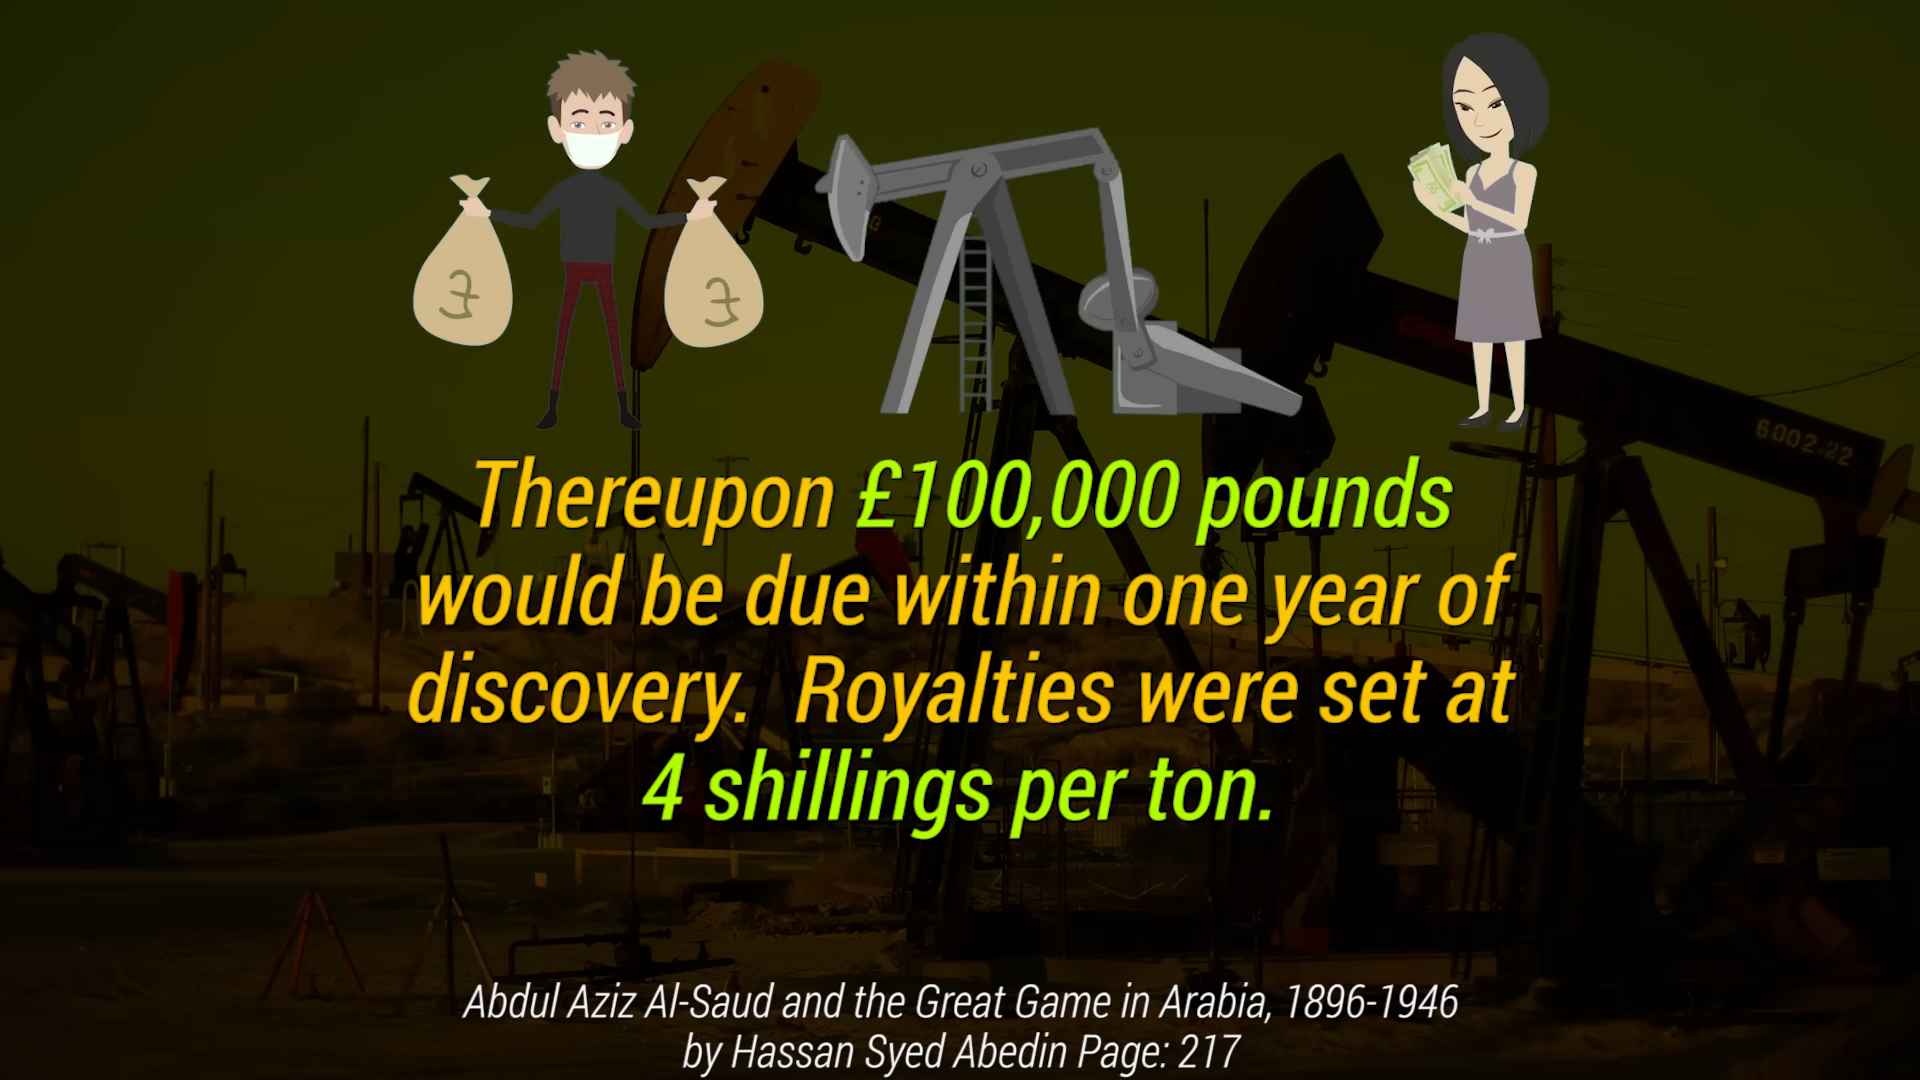 Thereupon £100,000 pounds
would be due within one year of
discovery.  Royalties were set at
4 shillings per ton.
Abdul Aziz Al-Saud and the Great Game in Arabia, 1896-1946
by Hassan Syed Abedin Page: 217
6002-22